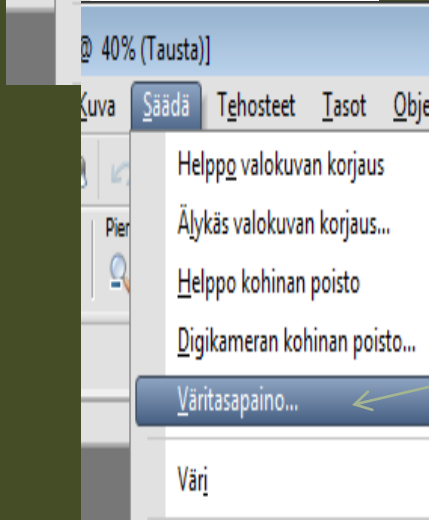 @ 40% (Tausta)]
Kuva Säädä Tehosteet Tasot Obje
Helppo valokuvan korjaus
Pier
Älykäs valokuvan korjaus...
Helppo kohinan poisto
Digikameran kohinan poisto...
Väritasapaino...
Väri